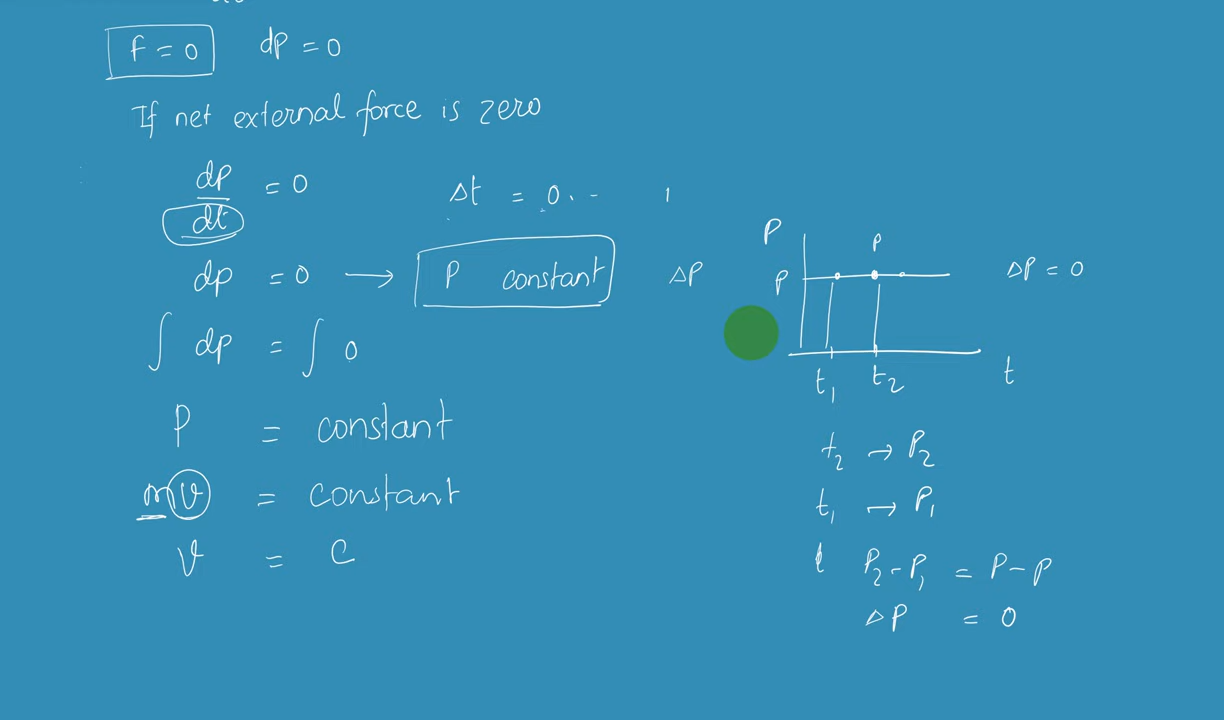 F = 0 dP = 0
If net external force is zero
dP/dt = 0 Δt = 0.. -
dp = 0 → P constant ΔP
∫ dp = ∫ 0
P = constant
mv = constant
v = c
P
P
P ΔP = 0
t₁ t₂ t
t₂ → P₂
t₁ → P₁
P₂ - P₁ = P - P
ΔP = 0